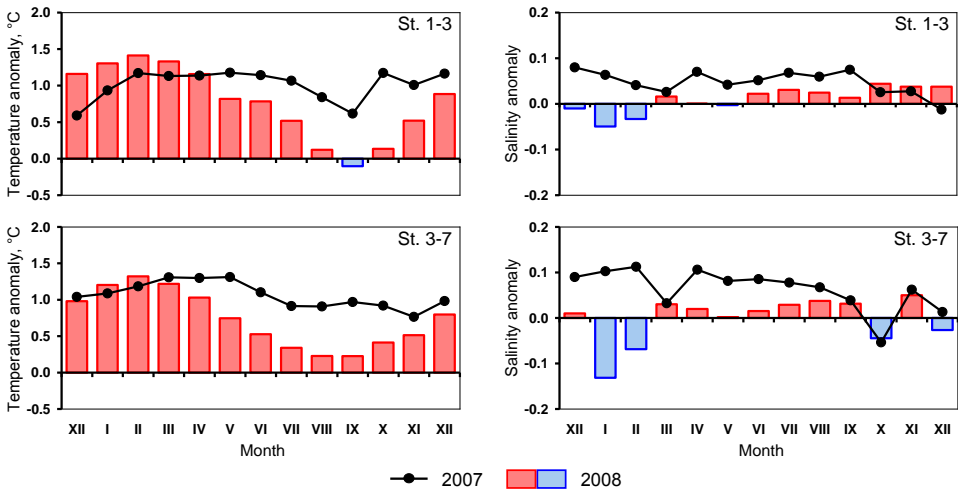 Temperature anomaly, °C
2.0
1.5
1.0
0.5
0.0
-0.5
St. 1-3
Salinity anomaly
0.2
0.1
0.0
-0.1
-0.2
St. 1-3
Temperature anomaly, °C
2.0
1.5
1.0
0.5
0.0
-0.5
St. 3-7
XII I II III IV V VI VII VIII IX X XI XII
Month
Salinity anomaly
0.2
0.1
0.0
-0.1
-0.2
St. 3-7
XII I II III IV V VI VII VIII IX X XI XII
Month
2007 2008